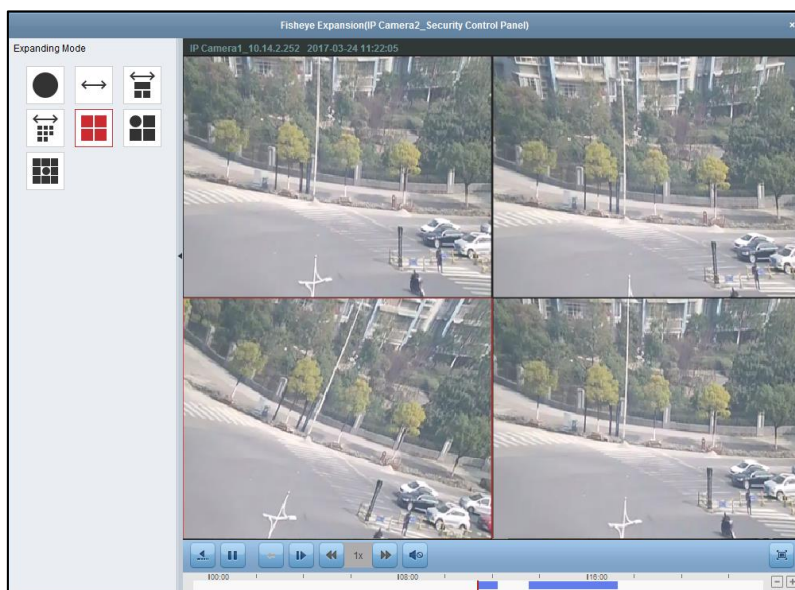 Fisheye Expansion(IP Camera2_Security Control Panel)
×
Expanding Mode
IP Camera1_10.14.2.252 2017-03-24 11:22:05
1x
00:00 08:00 16:00